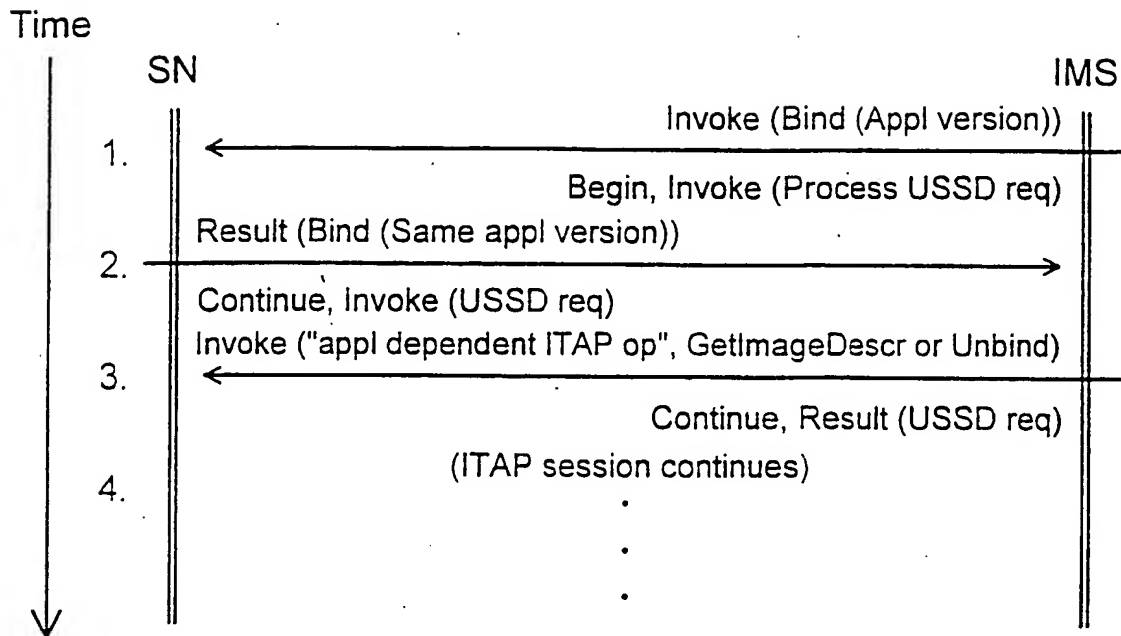 Time
SN
IMS
Invoke (Bind (Appl version))
1.
Begin, Invoke (Process USSD req)
Result (Bind (Same appl version))
2.
Continue, Invoke (USSD req)
Invoke ("appl dependent ITAP op", GetImageDescr or Unbind)
3.
Continue, Result (USSD req)
(ITAP session continues)
4.